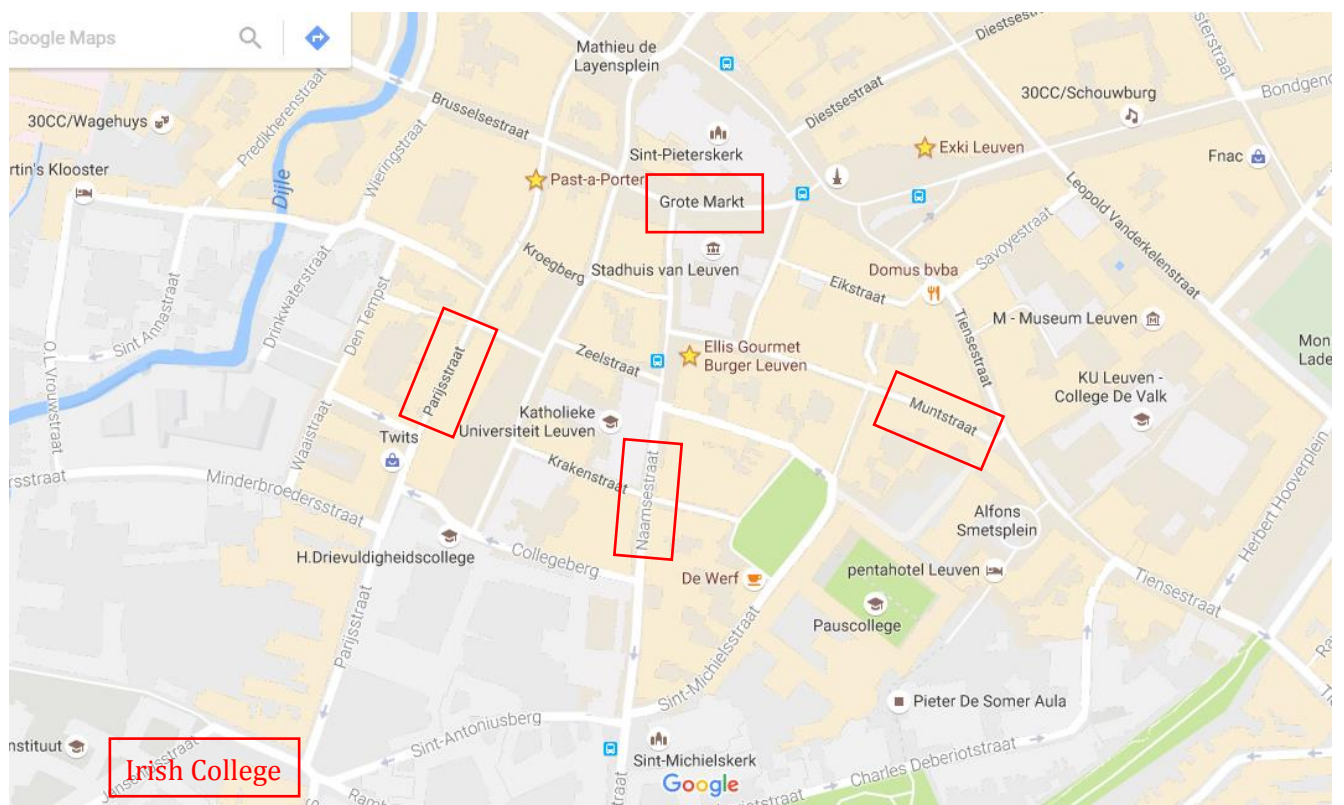 Google Maps
Mathieu de
Layensplein
Diestsestr
sterstraat
30CC/Schouwburg
Bondgeno
30CC/Wagehuys
Predikherenstraat
Brusselsestraat
Diestsestraat
Wieringstraat
Sint-Pieterskerk
Exki Leuven
Fnac
rtin's Klooster
Dijle
Past-a-Porter
Grote Markt
Leopold Vanderkelenstraat
Savoyestraat
Kroegberg
Stadhuis van Leuven
Domus bvba
Elkstraat
Drinkwaterstraat
Den Tempst
Sint Annastraat
M - Museum Leuven
Tiensestraat
Mon
Lade
O.L Vrouwstraat
Zeelstraat
Ellis Gourmet
Burger Leuven
Parijsstraat
KU Leuven -
College De Valk
Muntstraat
Katholieke
Universiteit Leuven
Twits
Waaistraat
Krakenstraat
Naamsestraat
rsstraat
Minderbroedersstraat
Herbert Hooverplein
Alfons
Smetsplein
H.Drievuldigheidscollege
Collegeberg
De Werf
pentahotel Leuven
Tiensestraat
Pauscollege
Parijsstraat
Sint-Michielsstraat
Pieter De Somer Aula
Sint-Antoniusberg
nstituut
Irish College
Sint-Michielskerk
Google
Charles Deberiotstraat